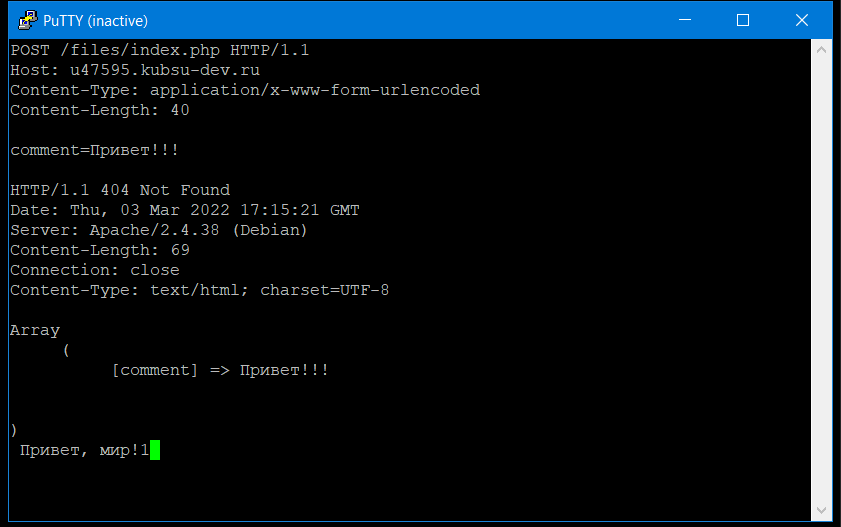 PuTTY (inactive)
POST /files/index.php HTTP/1.1
Host: u47595.kubsu-dev.ru
Content-Type: application/x-www-form-urlencoded
Content-Length: 40
comment=Привет!!!
HTTP/1.1 404 Not Found
Date: Thu, 03 Mar 2022 17:15:21 GMT
Server: Apache/2.4.38 (Debian)
Content-Length: 69
Connection: close
Content-Type: text/html; charset=UTF-8
Array
(
[comment] => Привет!!!
)
Привет, мир!1